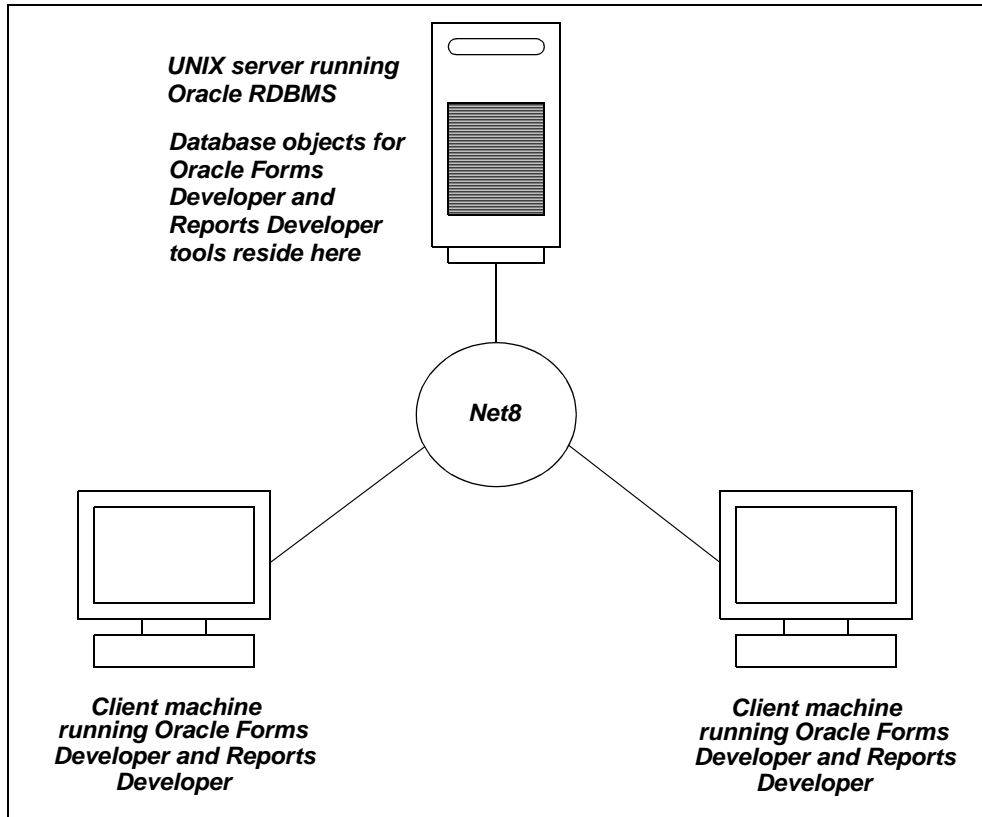 UNIX server running
Oracle RDBMS
Database objects for
Oracle Forms
Developer and
Reports Developer
tools reside here
Net8
Client machine
running Oracle Forms
Developer and Reports
Developer
Client machine
running Oracle Forms
Developer and Reports
Developer